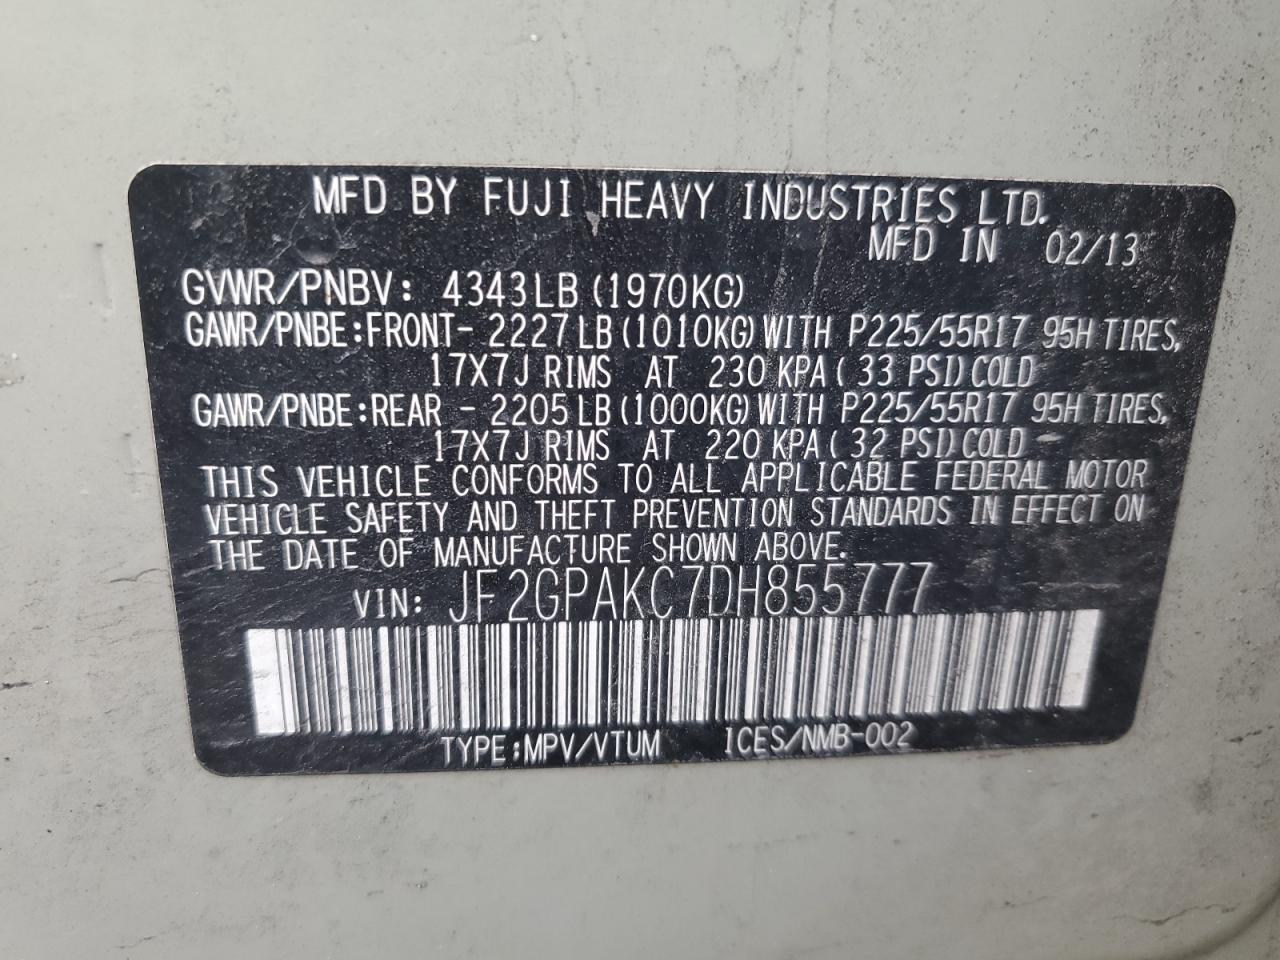 MFD BY FUJI HEAVY INDUSTRIES LTD.
MFD IN 02/13
GVWR/PNBV: 4343LB (1970KG)
GAWR/PNBE:FRONT- 2227LB (1010KG) WITH P225/55R17 95H TIRES,
17X7J RIMS AT 230 KPA ( 33 PSI) COLD
GAWR/PNBE:REAR - 2205LB (1000KG) WITH P225/55R17 95H TIRES,
17X7J RIMS AT 220 KPA ( 32 PSI) COLD
THIS VEHICLE CONFORMS TO ALL APPLICABLE FEDERAL MOTOR
VEHICLE SAFETY AND THEFT PREVENTION STANDARDS IN EFFECT ON
THE DATE OF MANUFACTURE SHOWN ABOVE.
VIN: JF2GPAKC7DH855777
TYPE:MPV/VTUM ICES/NMB-002